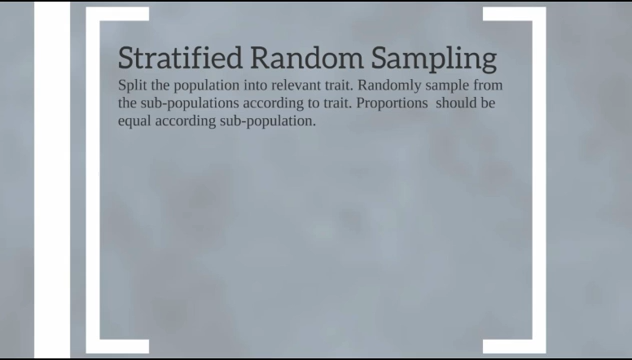 Stratified Random Sampling
Split the population into relevant trait. Randomly sample from
the sub-populations according to trait. Proportions  should be
equal according sub-population.